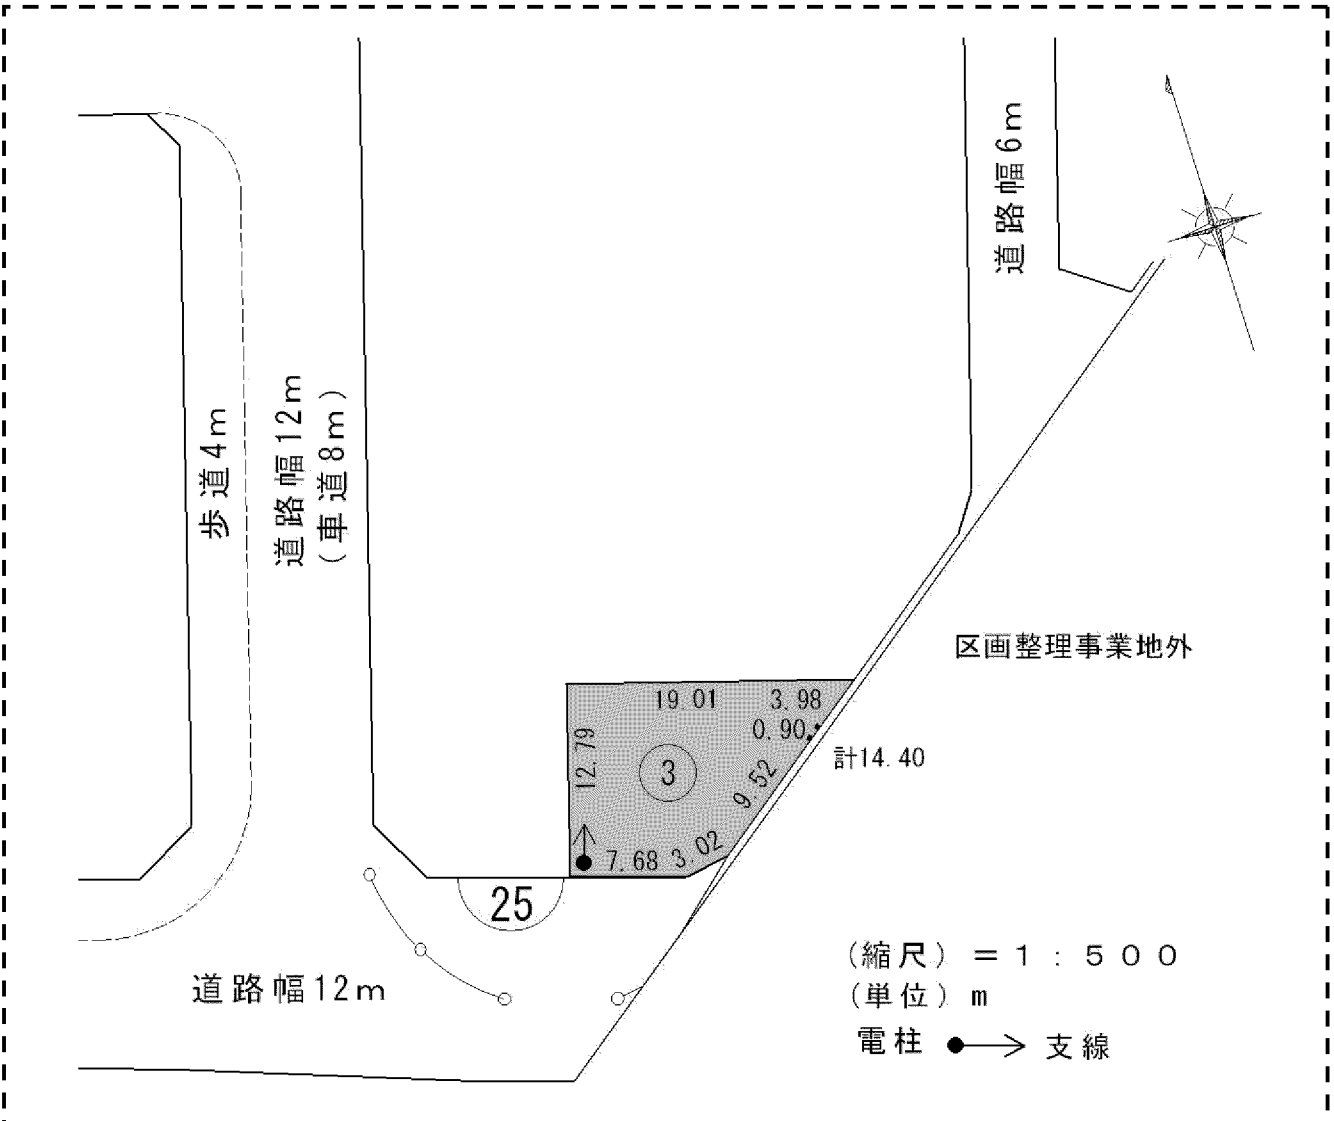 道路幅6m
歩道4m
道路幅12m
(車道8m)
区画整理事業地外
19.01
3.98
0.90
12.79
3
計14.40
9.52
7.68
3.02
25
道路幅12m
(縮尺)=1:500
(単位)m
電柱
支線